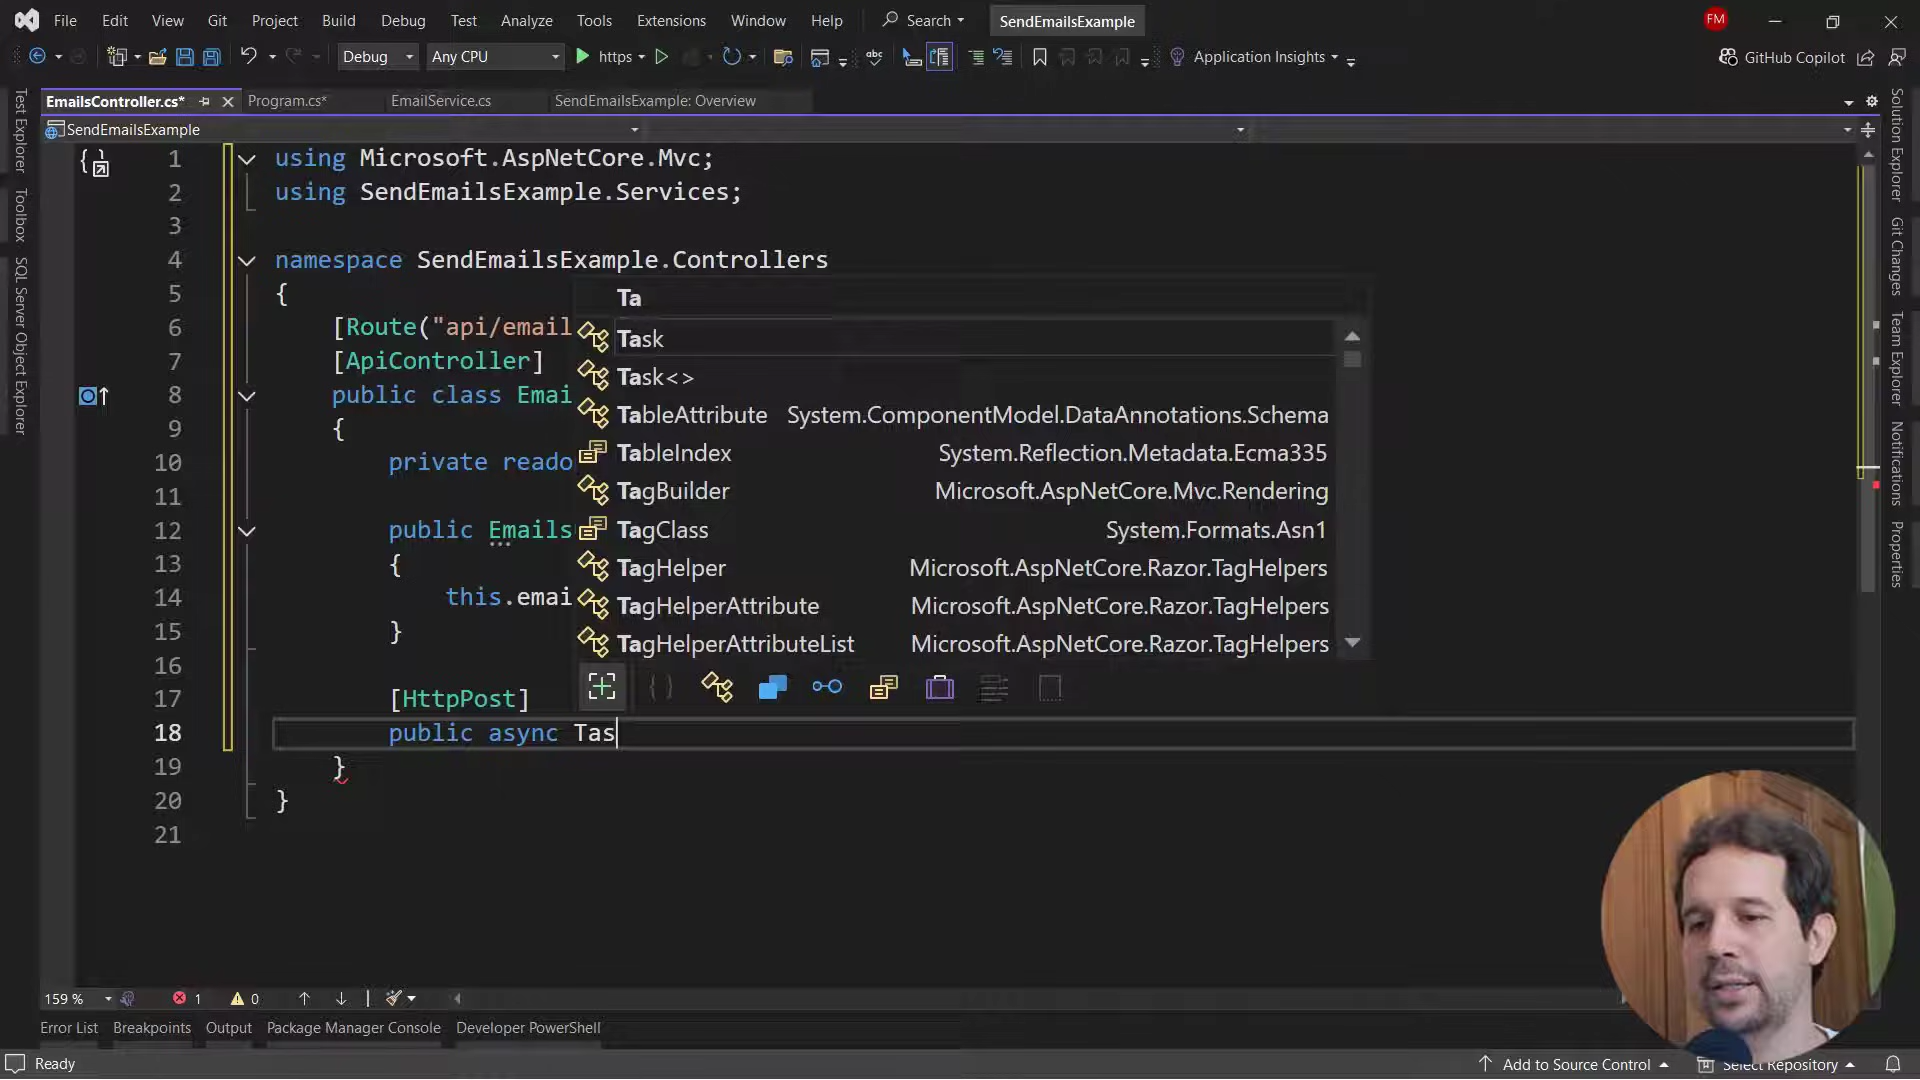 File Edit View Git Project Build Debug Test Analyze Tools Extensions Window Help Search SendEmailsExample FM
Debug Any CPU https Application Insights GitHub Copilot
EmailsController.cs* Program.cs* EmailService.cs SendEmailsExample: Overview
SendEmailsExample
1 using Microsoft.AspNetCore.Mvc;
2 using SendEmailsExample.Services;
3
4 namespace SendEmailsExample.Controllers
5 {
6 [Route("api/email
7 [ApiController]
8 public class Emai
9 {
10 private reado
11
12 public Emails
13 {
14 this.emai
15 }
16
17 [HttpPost]
18 public async Tas
19 }
20 }
21
Ta
Task
Task<>
TableAttribute System.ComponentModel.DataAnnotations.Schema
TableIndex System.Reflection.Metadata.Ecma335
TagBuilder Microsoft.AspNetCore.Mvc.Rendering
TagClass System.Formats.Asn1
TagHelper Microsoft.AspNetCore.Razor.TagHelpers
TagHelperAttribute Microsoft.AspNetCore.Razor.TagHelpers
TagHelperAttributeList Microsoft.AspNetCore.Razor.TagHelpers
Test Explorer
Toolbox
SQL Server Object Explorer
Solution Explorer
Git Changes
Team Explorer
Notifications
Properties
159 % 1 0
Error List Breakpoints Output Package Manager Console Developer PowerShell
Ready Add to Source Control Select Repository